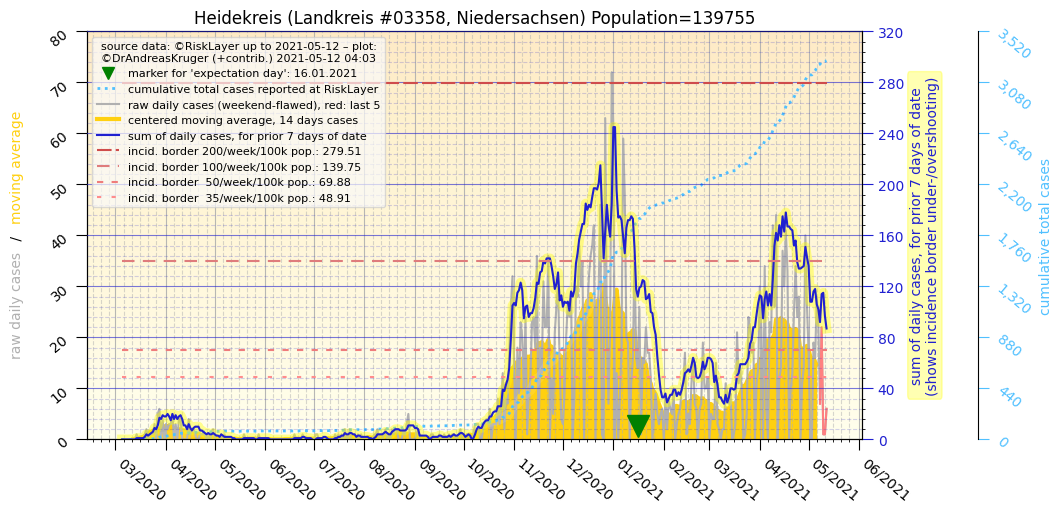 Heidekreis (Landkreis #03358, Niedersachsen) Population=139755
source data: ©RiskLayer up to 2021-05-12 – plot:
©DrAndreasKruger (+contrib.) 2021-05-12 04:03
marker for 'expectation day': 16.01.2021
cumulative total cases reported at RiskLayer
raw daily cases (weekend-flawed), red: last 5
centered moving average, 14 days cases
sum of daily cases, for prior 7 days of date
incid. border 200/week/100k pop.: 279.51
incid. border 100/week/100k pop.: 139.75
incid. border  50/week/100k pop.: 69.88
incid. border  35/week/100k pop.: 48.91
raw daily cases / moving average
80
70
60
50
40
30
20
10
0
03/2020
04/2020
05/2020
06/2020
07/2020
08/2020
09/2020
10/2020
11/2020
12/2020
01/2021
02/2021
03/2021
04/2021
05/2021
06/2021
320
280
240
200
160
120
80
40
0
sum of daily cases, for prior 7 days of date
(shows incidence border under-/overshooting)
3,520
3,080
2,640
2,200
1,760
1,320
880
440
0
cumulative total cases